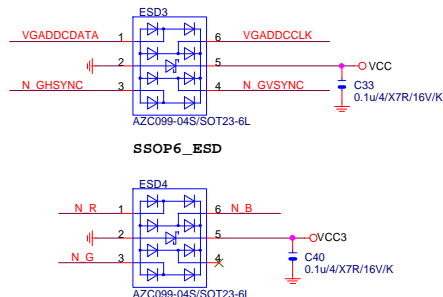 ESD3
VGADDCDATA 1 6 VGADDCCLK
2 5 VCC
N_GHSYNC 3 4 N_GVSYNC
C33
0.1u/4/X7R/16V/K
AZC099-04S/SOT23-6L
SSOP6_ESD
ESD4
N_R 1 6 N_B
2 5 VCC3
N_G 3 4
C40
0.1u/4/X7R/16V/K
AZC099-04S/SOT23-6L